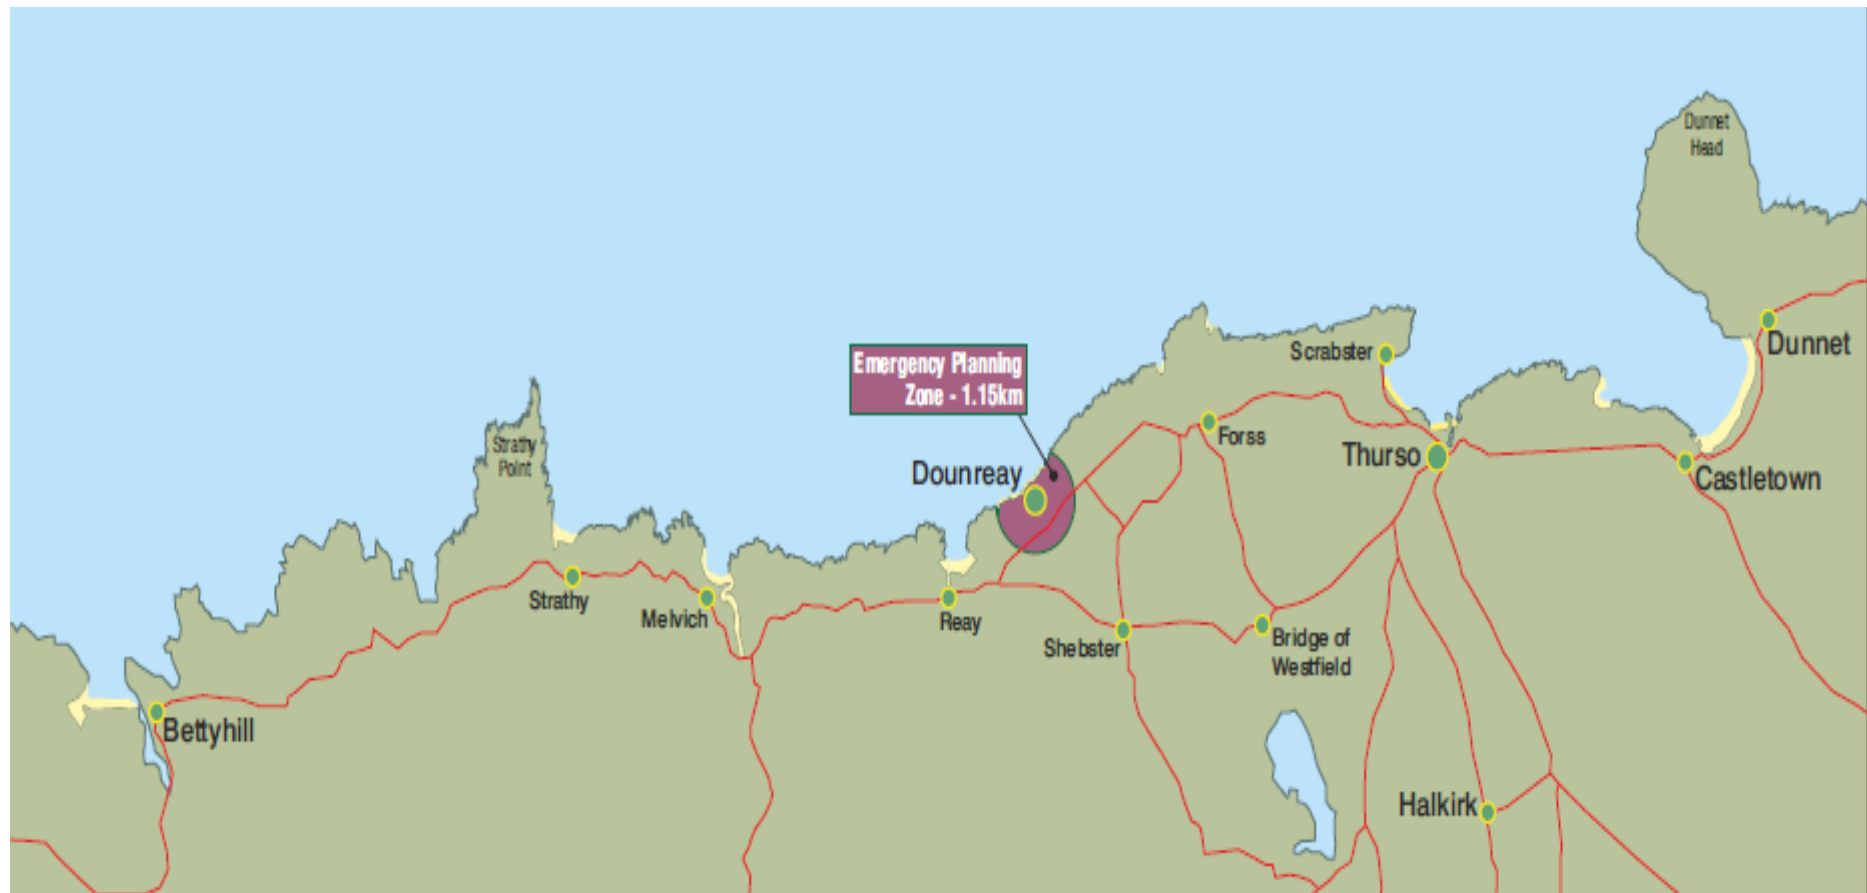 Dunnet
Head
Dunnet
Scrabster
Emergency Planning
Zone - 1.15km
Forss
Thurso
Strathy
Point
Dounreay
Castletown
Strathy
Melvich
Reay
Shebster
Bridge of
Westfield
Bettyhill
Halkirk